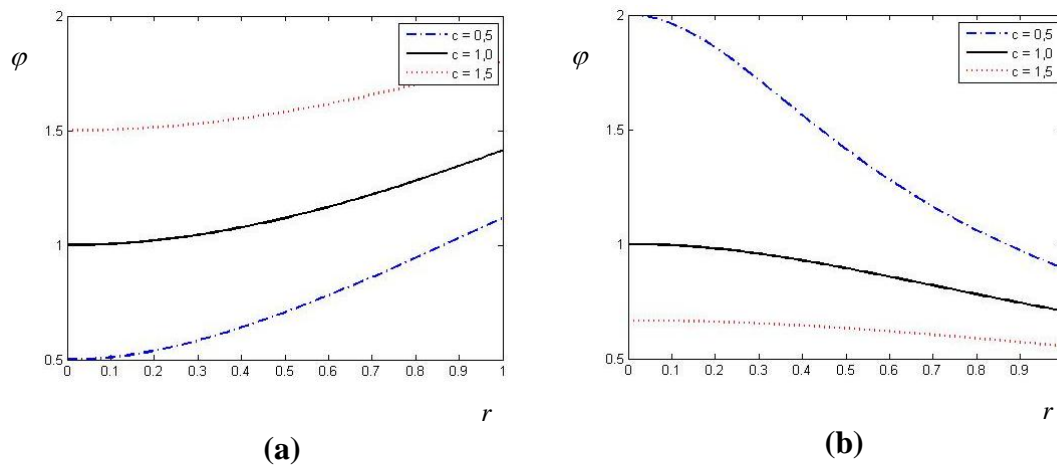 2
φ
1.5
1
0.5
0 0.1 0.2 0.3 0.4 0.5 0.6 0.7 0.8 0.9 1
r
c = 0,5
c = 1,0
c = 1,5
(a)
2
φ
1.5
1
0.5
0 0.1 0.2 0.3 0.4 0.5 0.6 0.7 0.8 0.9
r
c = 0,5
c = 1,0
c = 1,5
(b)